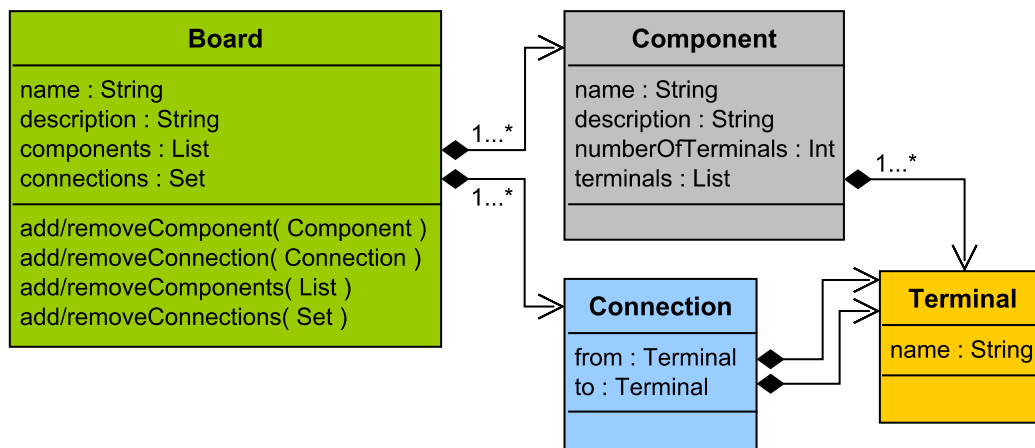 Board
name : String
description : String
components : List
connections : Set
add/removeComponent( Component )
add/removeConnection( Connection )
add/removeComponents( List )
add/removeConnections( Set )
1...*
1...*
Component
name : String
description : String
numberOfTerminals : Int
terminals : List
1...*
Connection
from : Terminal
to : Terminal
Terminal
name : String